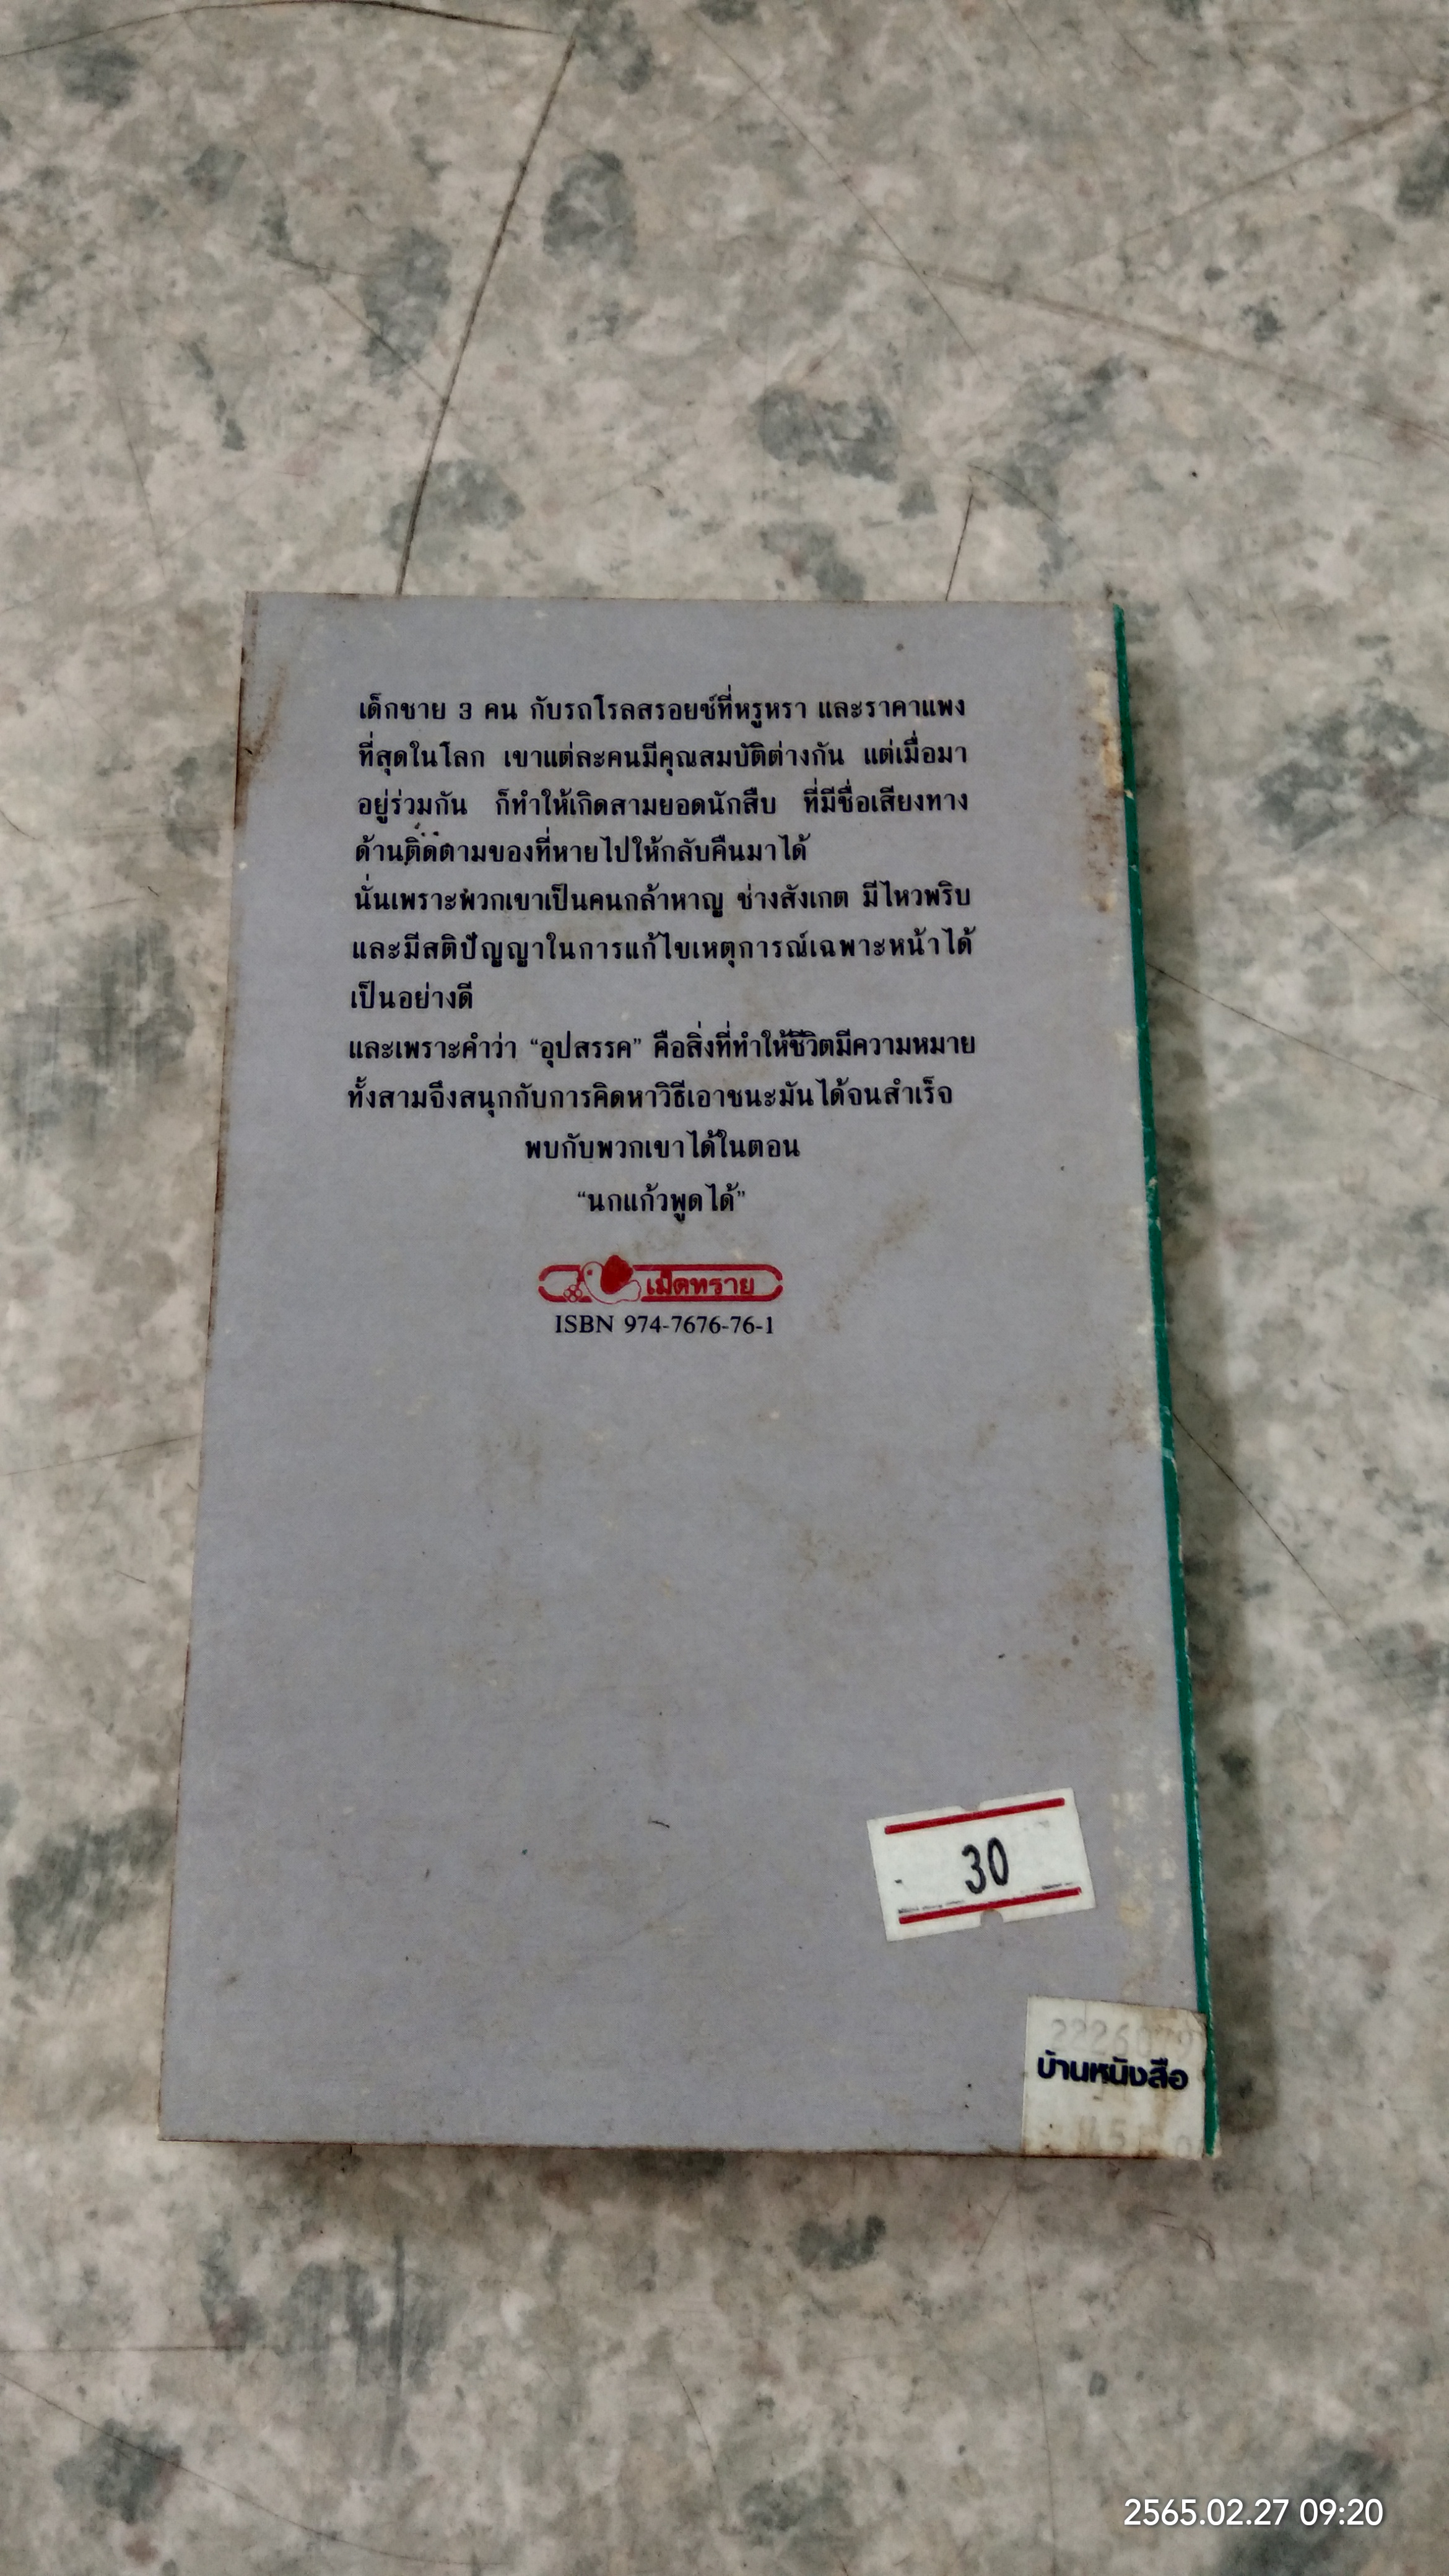 เด็กชาย 3 คน กับรถโรลสรอยซ์ที่หรูหรา และราคาแพง
ที่สุดในโลก เขาแต่ละคนมีคุณสมบัติต่างกัน แต่เมื่อมา
อยู่ร่วมกัน ก็ทำให้เกิดสามยอดนักสืบ ที่มีชื่อเสียงทาง
ด้านติดตามของที่หายไปให้กลับคืนมาได้
นั่นเพราะพวกเขาเป็นคนกล้าหาญ ช่างสังเกต มีไหวพริบ
และมีสติปัญญาในการแก้ไขเหตุการณ์เฉพาะหน้าได้
เป็นอย่างดี
และเพราะคำว่า “อุปสรรค” คือสิ่งที่ทำให้ชีวิตมีความหมาย
ทั้งสามจึงสนุกกับการคิดหาวิธีเอาชนะมันได้จนสำเร็จ
พบกับพวกเขาได้ในตอน
“นกแก้วพูดได้”
เม็ดทราย
ISBN 974-7676-76-1
30
บ้านหนังสือ
2565.02.27 09:20